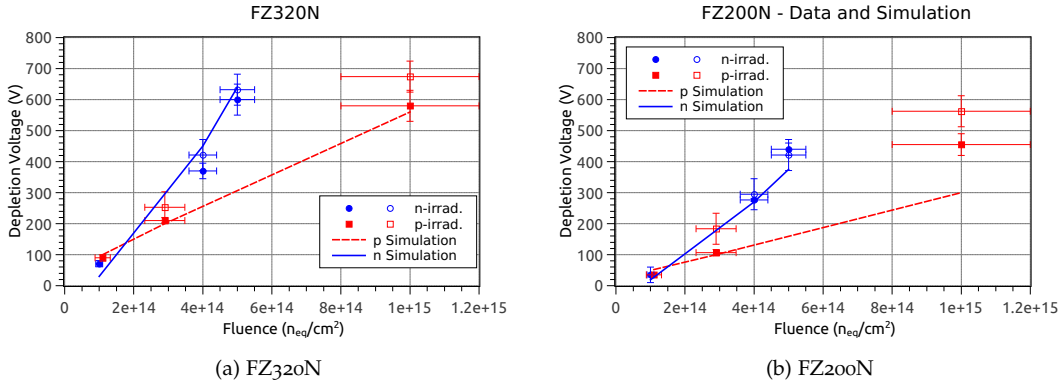 FZ320N
Depletion Voltage (V)
800
700
600
500
400
300
200
100
0
n-irrad.
p-irrad.
p Simulation
n Simulation
0 2e+14 4e+14 6e+14 8e+14 1e+15 1.2e+15
Fluence (neq/cm²)
(a) FZ320N
FZ200N - Data and Simulation
Depletion Voltage (V)
800
700
600
500
400
300
200
100
0
n-irrad.
p-irrad.
p Simulation
n Simulation
0 2e+14 4e+14 6e+14 8e+14 1e+15 1.2e+15
Fluence (neq/cm²)
(b) FZ200N